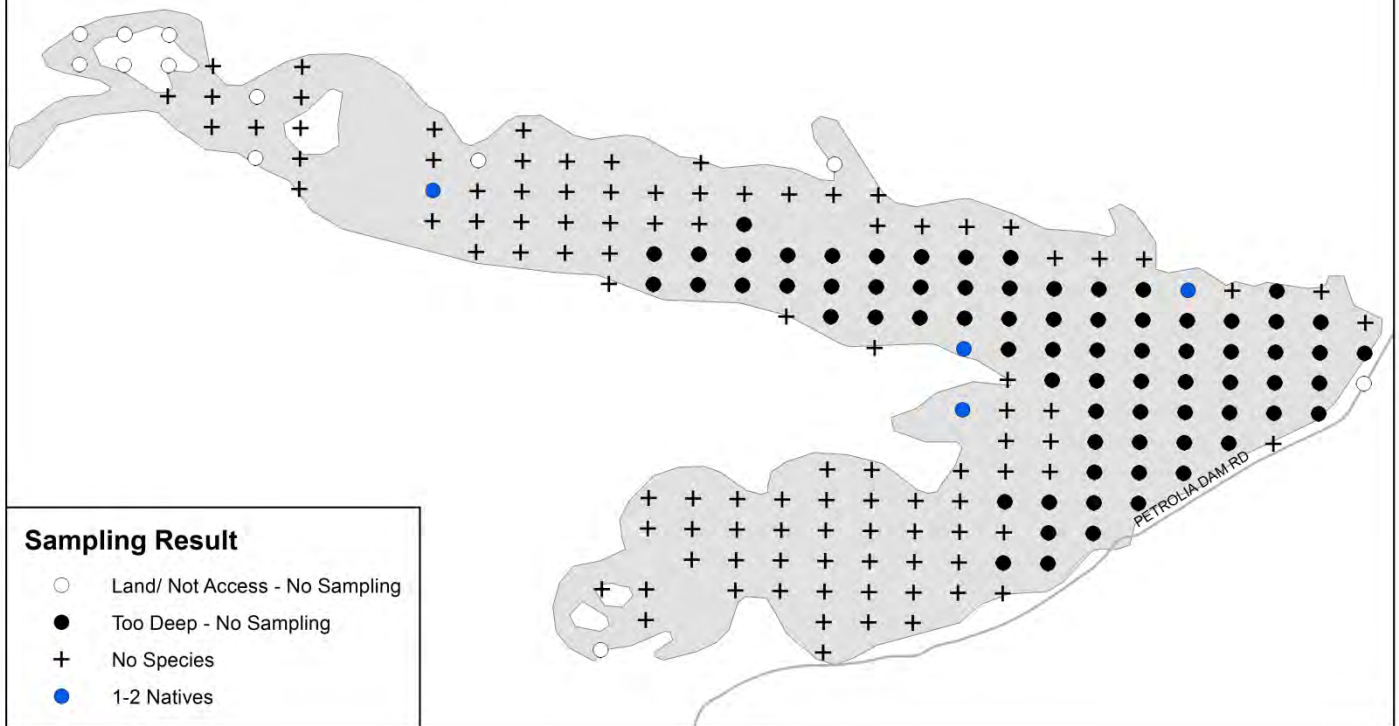 PETROLIA DAM RD
Sampling Result
Land/ Not Access - No Sampling
Too Deep - No Sampling
No Species
1-2 Natives